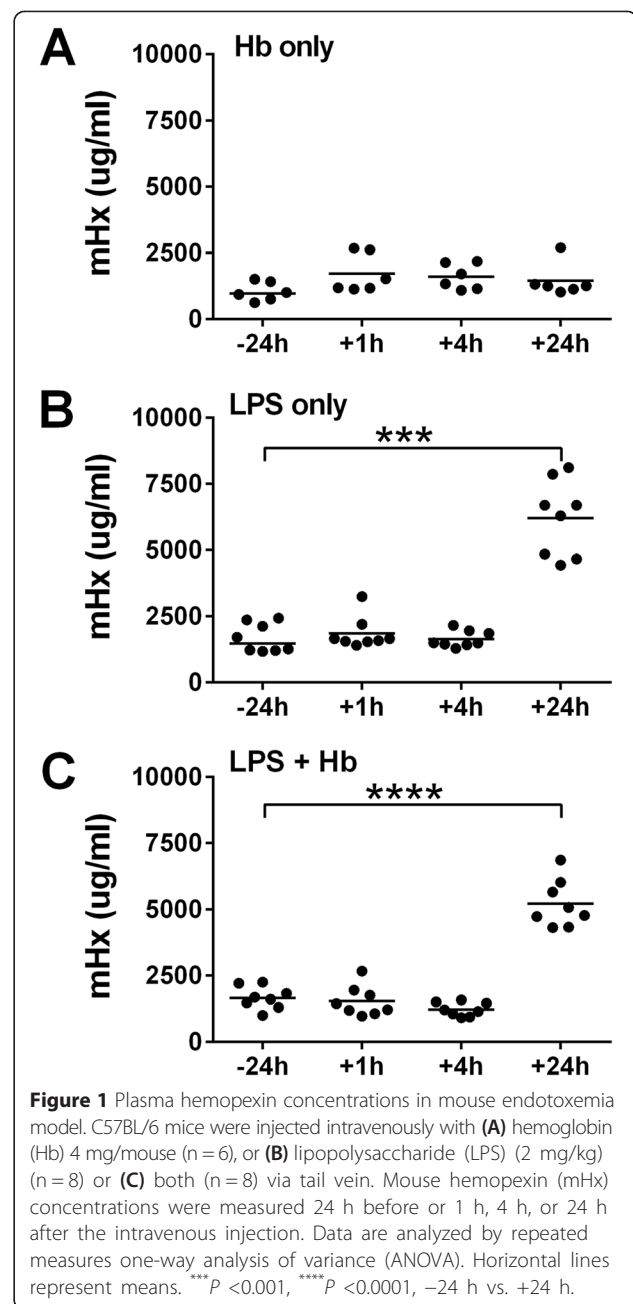 A Hb only
10000
7500
5000
2500
0
mHx (ug/ml)
-24h +1h +4h +24h
B LPS only
10000
7500
5000
2500
0
mHx (ug/ml)
***
-24h +1h +4h +24h
C LPS + Hb
10000
7500
5000
2500
0
mHx (ug/ml)
****
-24h +1h +4h +24h
Figure 1 Plasma hemopexin concentrations in mouse endotoxemia
model. C57BL/6 mice were injected intravenously with (A) hemoglobin
(Hb) 4 mg/mouse (n = 6), or (B) lipopolysaccharide (LPS) (2 mg/kg)
(n = 8) or (C) both (n = 8) via tail vein. Mouse hemopexin (mHx)
concentrations were measured 24 h before or 1 h, 4 h, or 24 h
after the intravenous injection. Data are analyzed by repeated
measures one-way analysis of variance (ANOVA). Horizontal lines
represent means. ***P <0.001, ****P <0.0001, −24 h vs. +24 h.